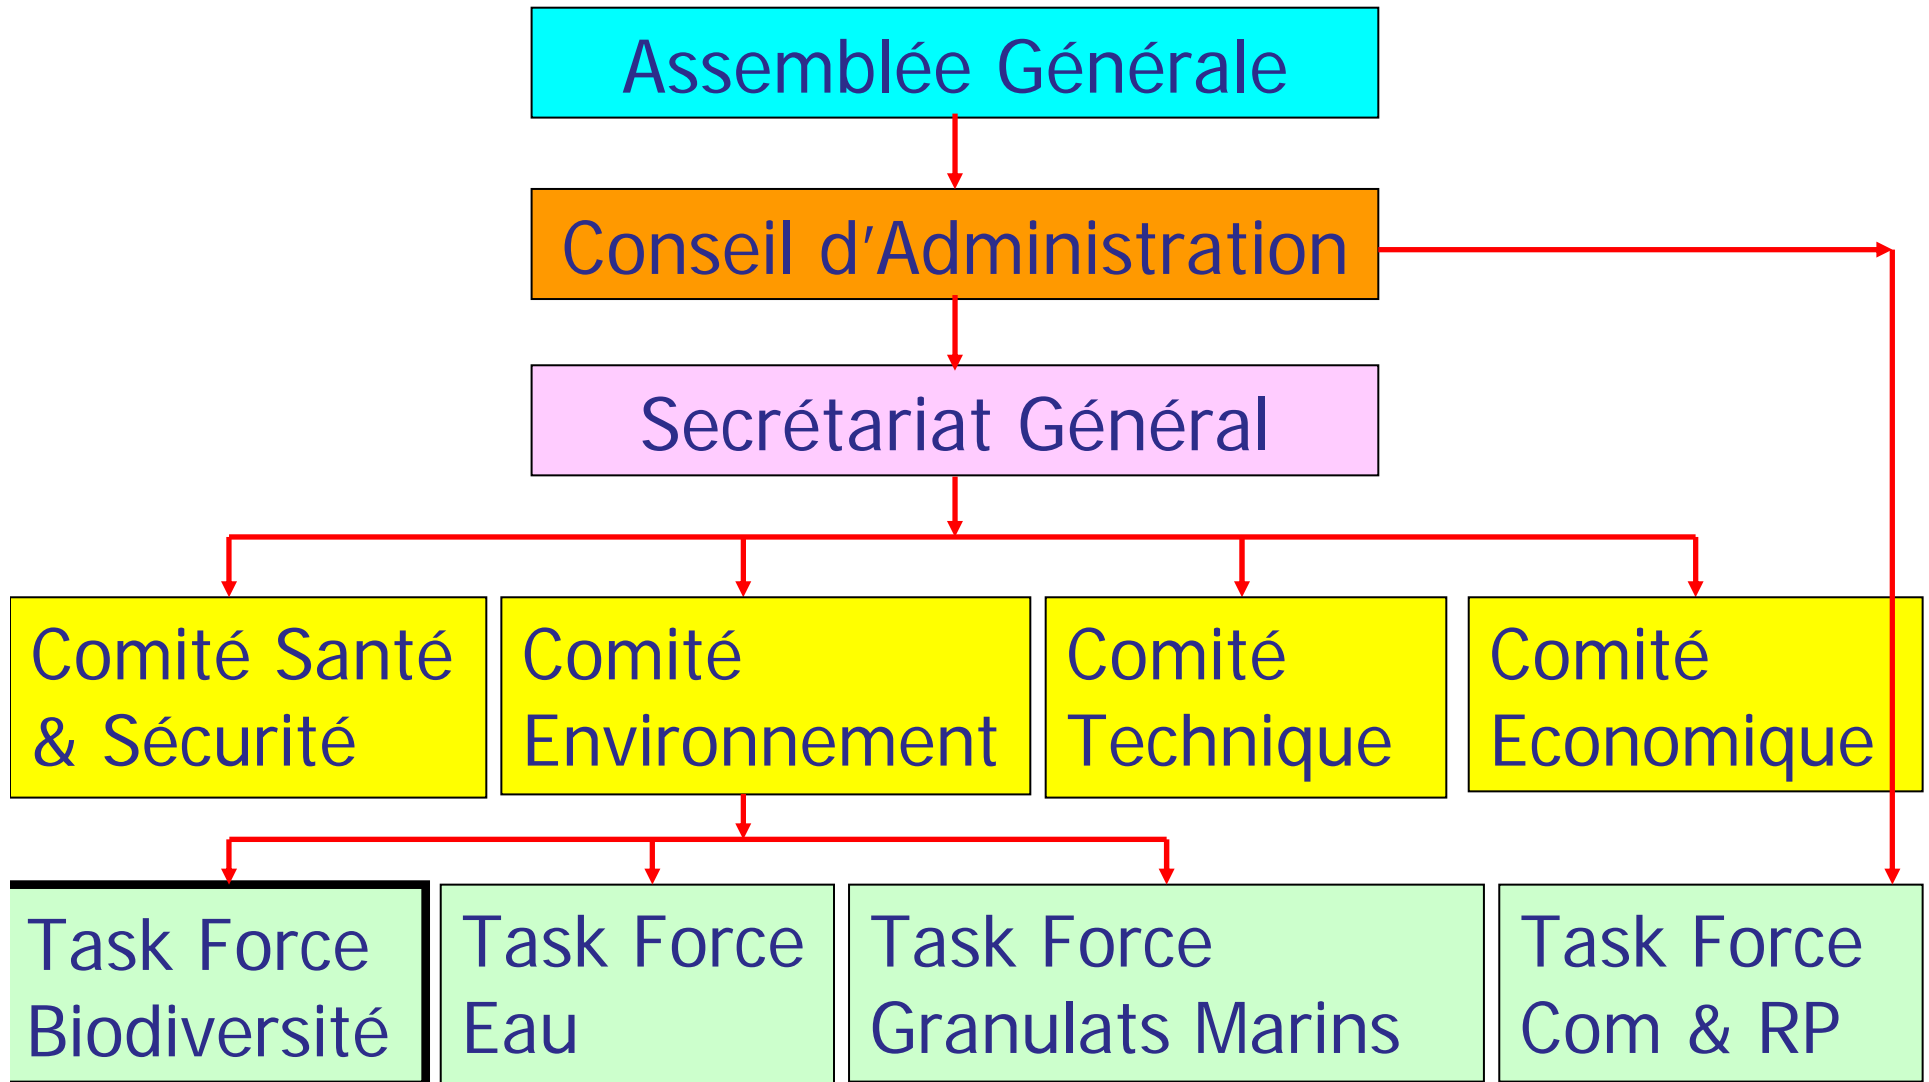 Assemblée Générale
Conseil d'Administration
Secrétariat Général
Comité Santé
& Sécurité
Comité
Environnement
Comité
Technique
Comité
Economique
Task Force
Biodiversité
Task Force
Eau
Task Force
Granulats Marins
Task Force
Com & RP